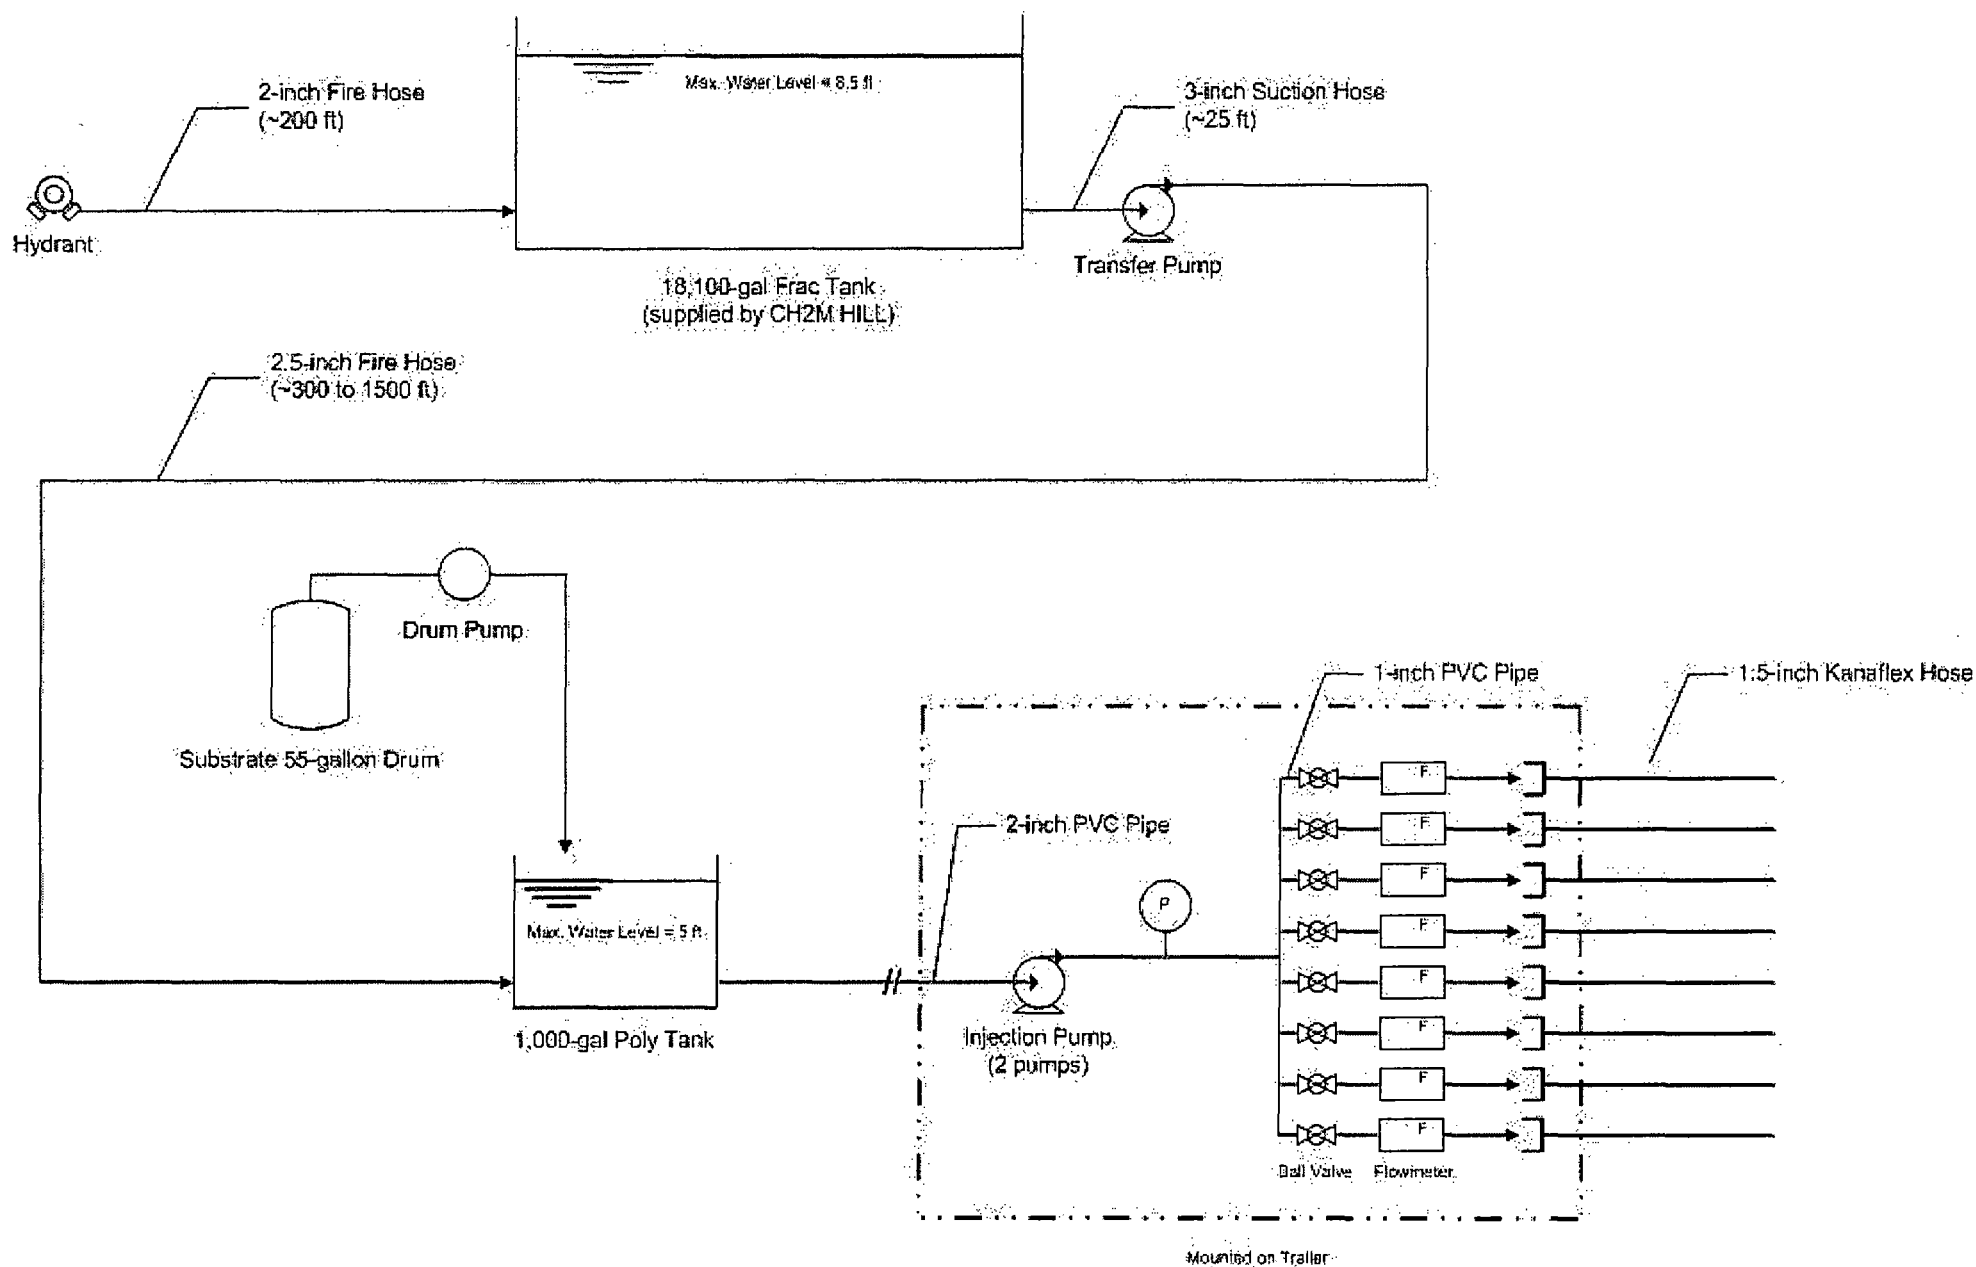 Max. Water Level = 8.5 ft
2-inch Fire Hose
(~200 ft)
3-inch Suction Hose
(~25 ft)
Hydrant
Transfer Pump
18,100-gal Frac Tank
(supplied by CH2M HILL)
2.5-inch Fire Hose
(~300 to 1500 ft)
Drum Pump
Substrate 55-gallon Drum
1-inch PVC Pipe
1.5-inch Kanaflex Hose
F
2-inch PVC Pipe
F
F
P
F
Max. Water Level = 5 ft
F
1,000-gal Poly Tank
Injection Pump
(2 pumps)
F
F
F
Ball Valve
Flowmeter
Mounted on Trailer